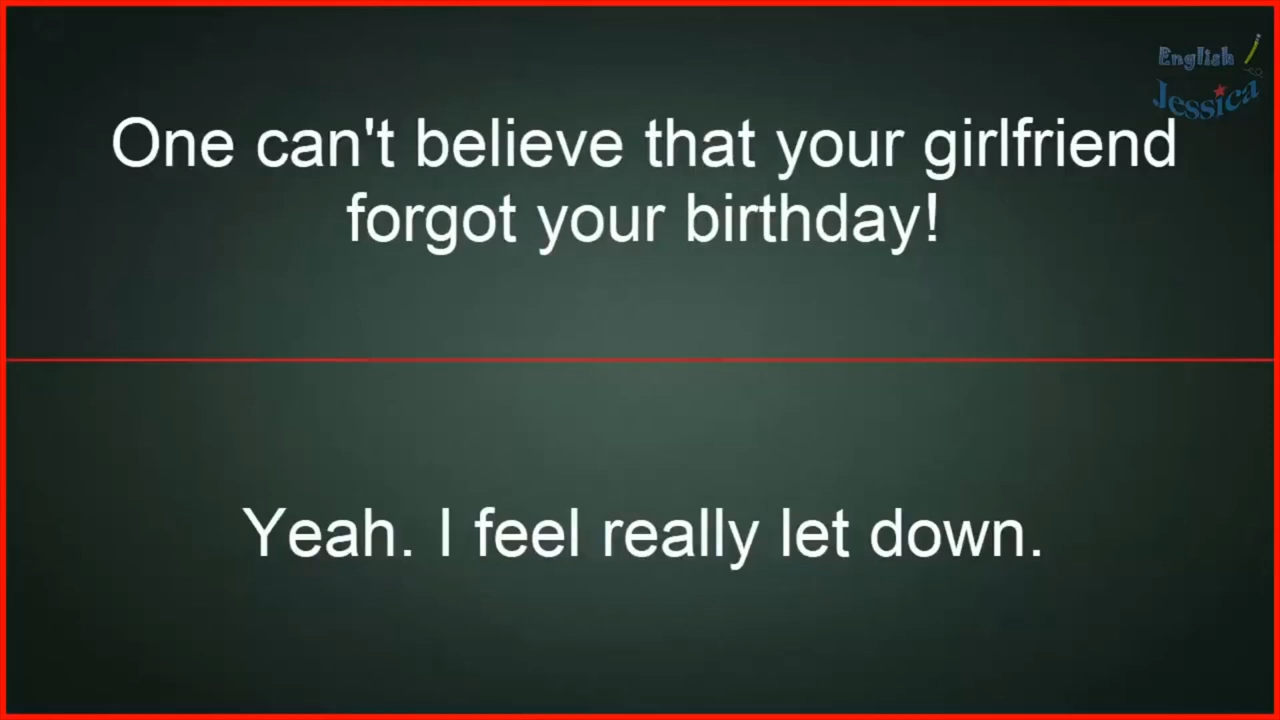 English
Jessica
One can't believe that your girlfriend
forgot your birthday!
Yeah. I feel really let down.